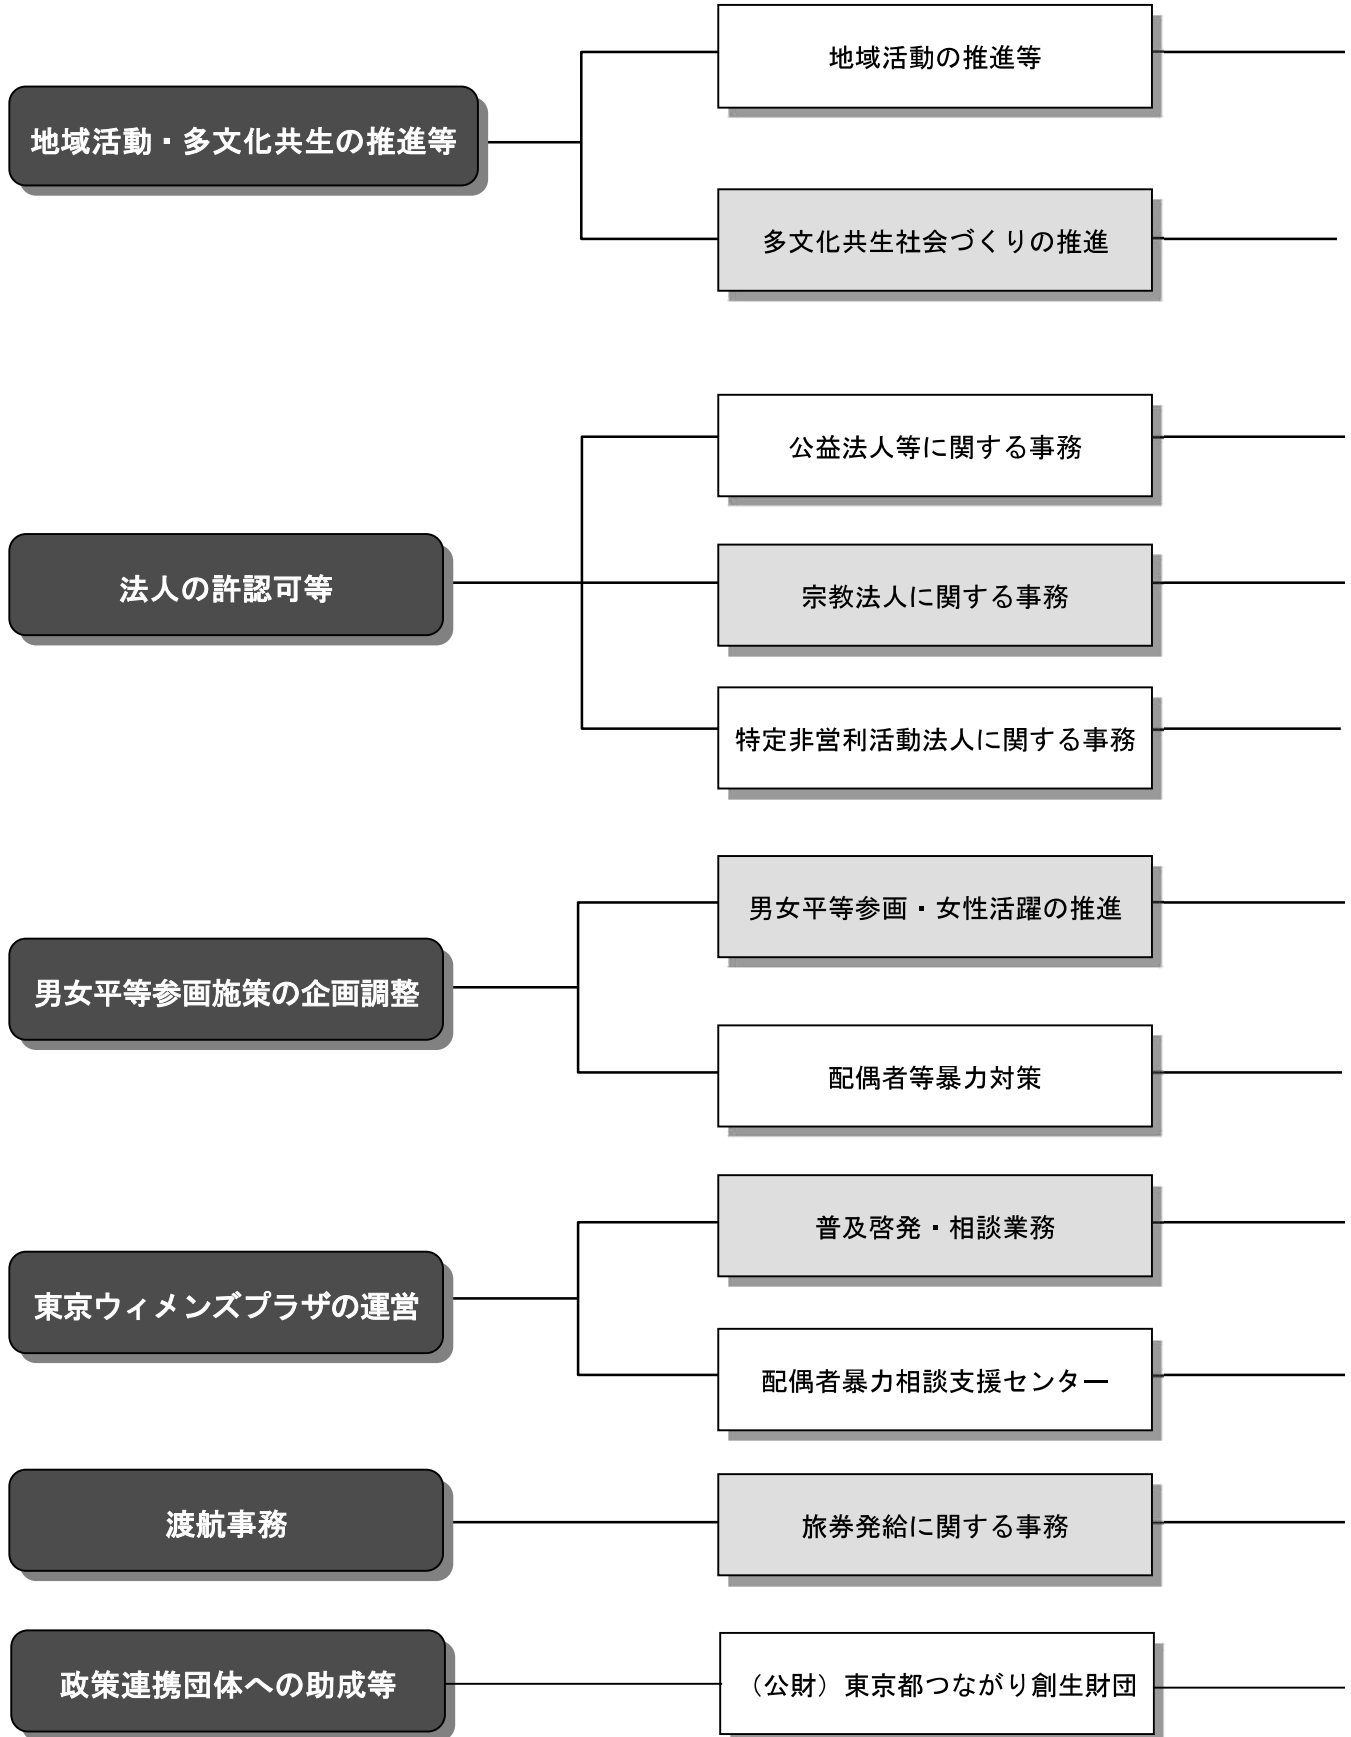 地域活動・多文化共生の推進等
地域活動の推進等
多文化共生社会づくりの推進
法人の許認可等
公益法人等に関する事務
宗教法人に関する事務
特定非営利活動法人に関する事務
男女平等参画施策の企画調整
男女平等参画・女性活躍の推進
配偶者等暴力対策
東京ウィメンズプラザの運営
普及啓発・相談業務
配偶者暴力相談支援センター
渡航事務
旅券発給に関する事務
政策連携団体への助成等
（公財）東京都つながり創生財団